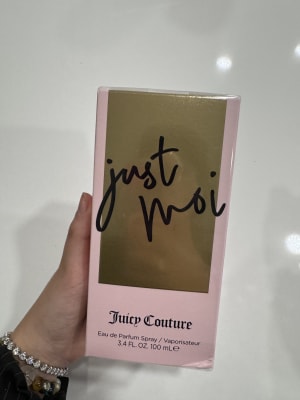 just
moi
Juicy Couture
Eau de Parfum Spray / Vaporisateur
3.4 FL. OZ. 100 mL℮